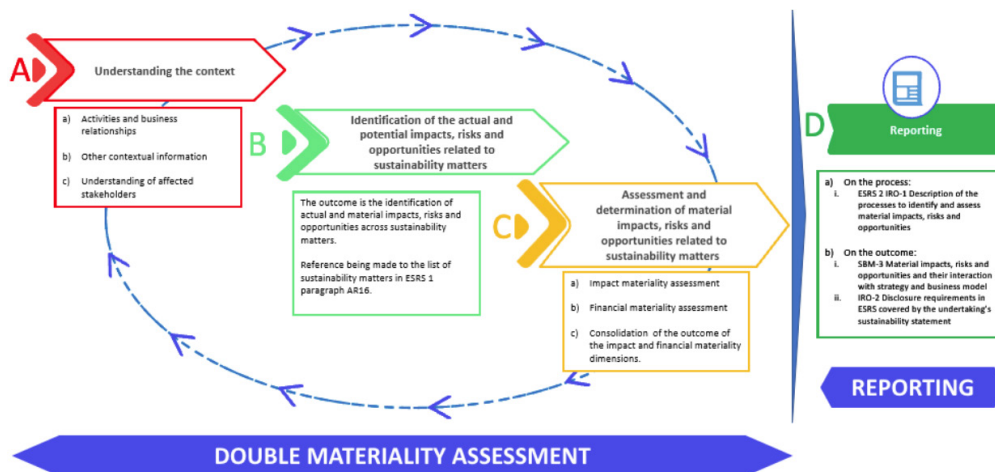 A
Understanding the context
a) Activities and business
relationships
b) Other contextual information
c) Understanding of affected
stakeholders
B
Identification of the actual and
potential impacts, risks and
opportunities related to
sustainability matters
The outcome is the identification of
actual and material impacts, risks and
opportunities across sustainability
matters.
Reference being made to the list of
sustainability matters in ESRS 1
paragraph AR16.
C
Assessment and
determination of material
impacts, risks and
opportunities related to
sustainability matters
a) Impact materiality assessment
b) Financial materiality assessment
c) Consolidation of the outcome of
the impact and financial materiality
dimensions.
D
Reporting
a) On the process:
i. ESRS 2 IRO-1 Description of the
processes to identify and assess
material impacts, risks and
opportunities
b) On the outcome:
i. SBM-3 Material impacts, risks and
opportunities and their interaction
with strategy and business model
ii. IRO-2 Disclosure requirements in
ESRS covered by the undertaking's
sustainability statement
REPORTING
DOUBLE MATERIALITY ASSESSMENT